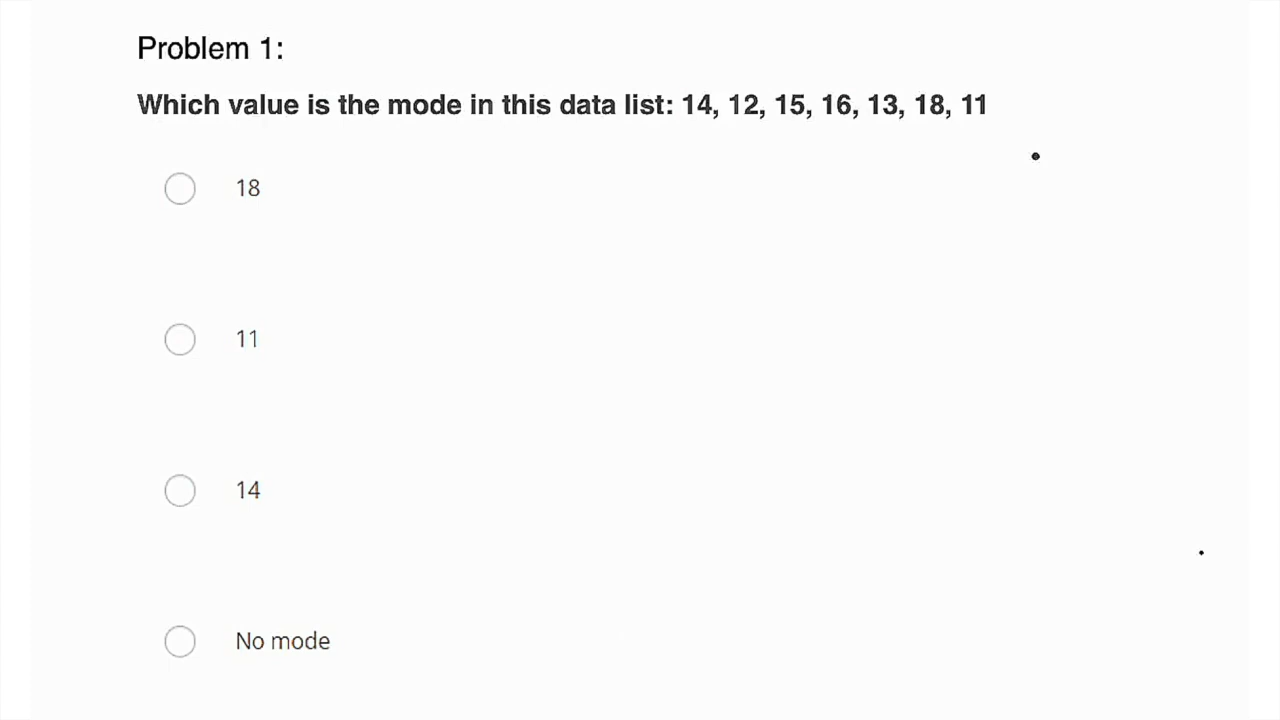 Problem 1:
Which value is the mode in this data list: 14, 12, 15, 16, 13, 18, 11
18
11
14
No mode